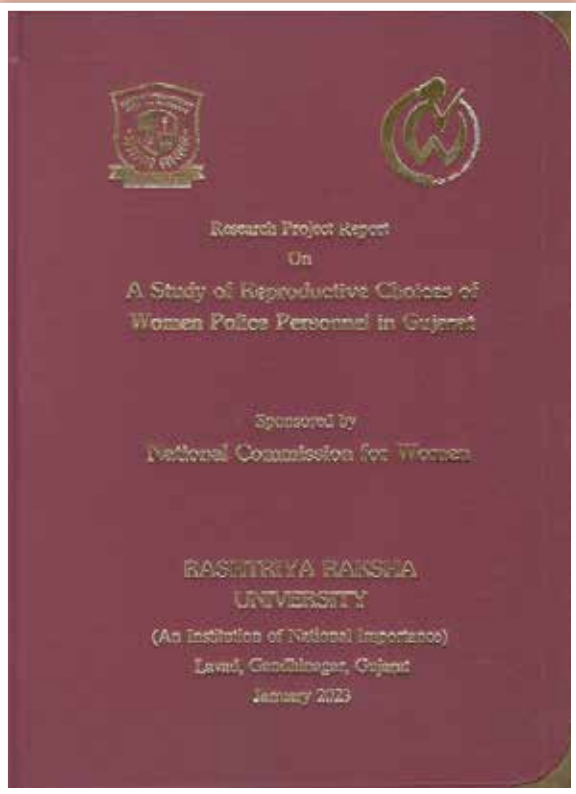 Research Project Report
On
A Study of Reproductive Choices of
Women Police Personnel in Gujarat
Sponsored by
National Commission for Women
RASHTRIYA RAKSHA
UNIVERSITY
(An Institution of National Importance)
Lavad, Gandhinagar, Gujarat
January 2023